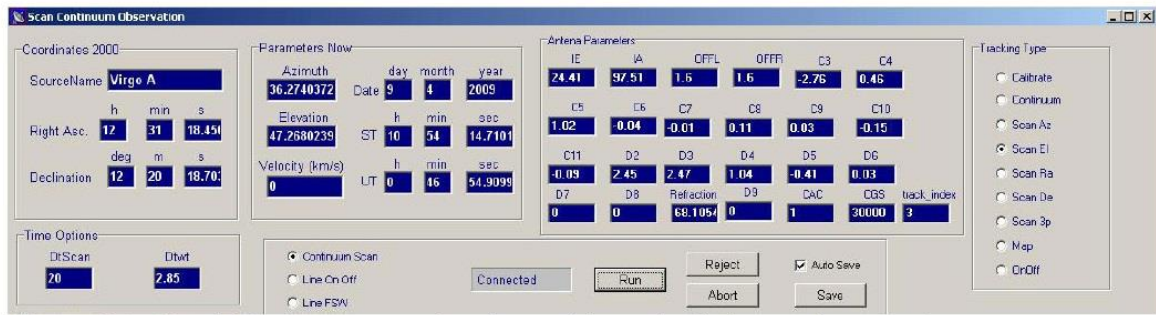 Scan Continuum Observation
Coordinates 2000
SourceName Virgo A
h min s
Right Asc. 12 31 18.450
deg m s
Declination 12 20 18.70
Parameters Now
Azimuth day month year
36.2740372 Date 9 4 2009
Elevation h min sec
47.2680239 ST 10 54 14.7101
Velocity (km/s) h min sec
0 UT 0 46 54.9099
Antena Parameters
IE IA OFFL OFFR C3 C4
24.41 97.51 1.6 1.6 -2.76 0.46
C5 C6 C7 C8 C9 C10
1.02 -0.04 -0.01 0.11 0.03 -0.15
C11 D2 D3 D4 D5 D6
-0.09 2.45 2.47 1.04 -0.41 0.03
D7 D8 Refraction D9 CAC CGS track_index
0 0 68.1054 0 1 30000 3
Tracking Type
Calibrate
Continuum
Scan Az
Scan El
Scan Ra
Scan De
Scan 3p
Map
OnOff
Time Options
DtScan Dtwt
20 2.85
Continuum Scan
Line On Off
Line FSW
Connected
Run
Reject
Abort
Auto Save
Save